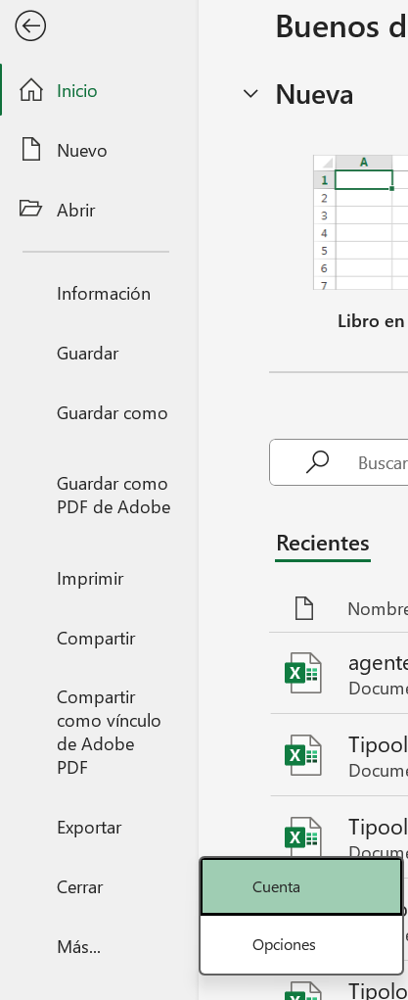 Buenos d
Inicio
Nueva
Nuevo
Abrir
A
1
2
3
4
5
6
7
Libro en
Información
Guardar
Guardar como
Buscar
Guardar como
PDF de Adobe
Recientes
Imprimir
Nombre
Compartir
agente
Docume
Compartir
como vínculo
de Adobe
PDF
Tipool
Docume
Exportar
Tipool
Docume
Cerrar
Cuenta
Más...
Opciones
Tipolo